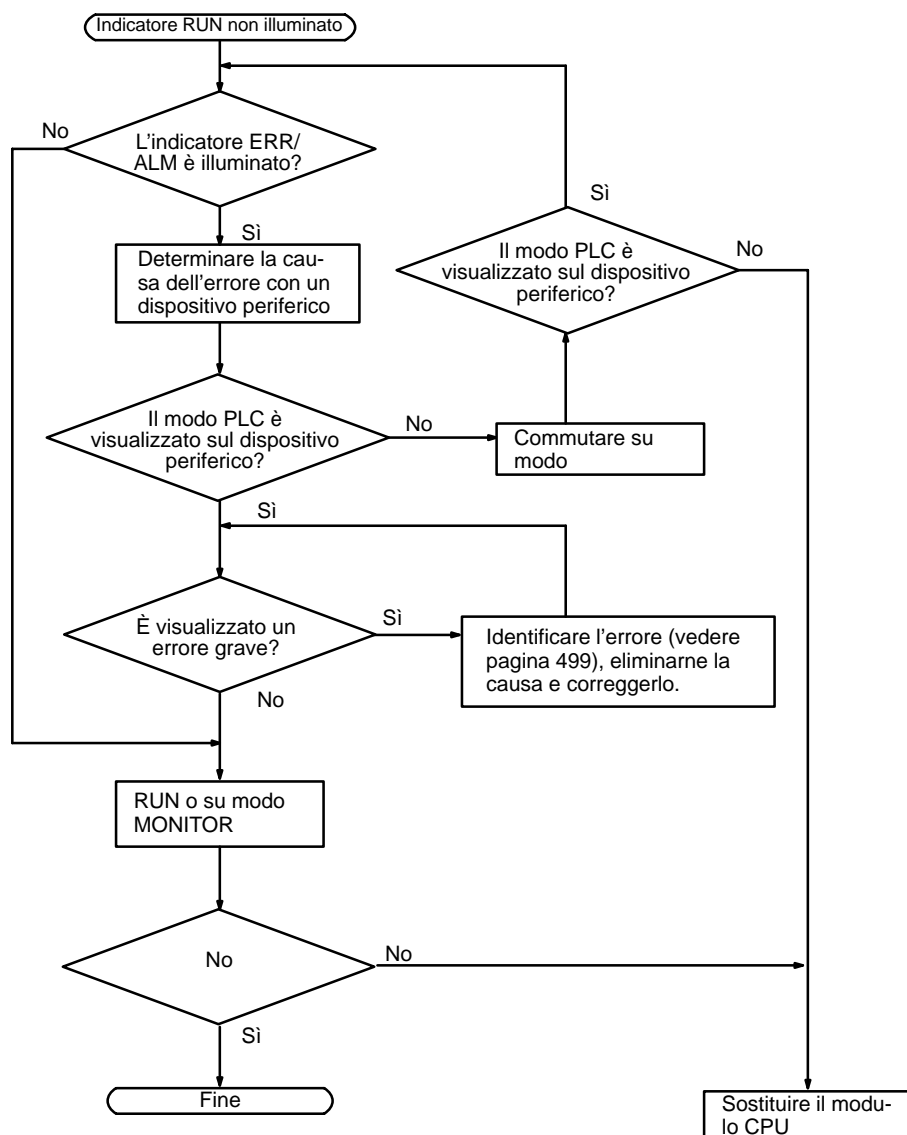 Indicatore RUN non illuminato
No
L'indicatore ERR/
ALM è illuminato?
Sì
Determinare la cau-
sa dell'errore con un
dispositivo periferico
Sì
Il modo PLC è
visualizzato sul dispositivo
periferico?
No
Il modo PLC è
visualizzato sul dispositivo
periferico?
No
Commutare su
modo
Sì
È visualizzato un
errore grave?
Sì
Identificare l'errore (vedere
pagina 499), eliminarne la
causa e correggerlo.
No
RUN o su modo
MONITOR
No
No
Sì
Fine
Sostituire il modu-
lo CPU